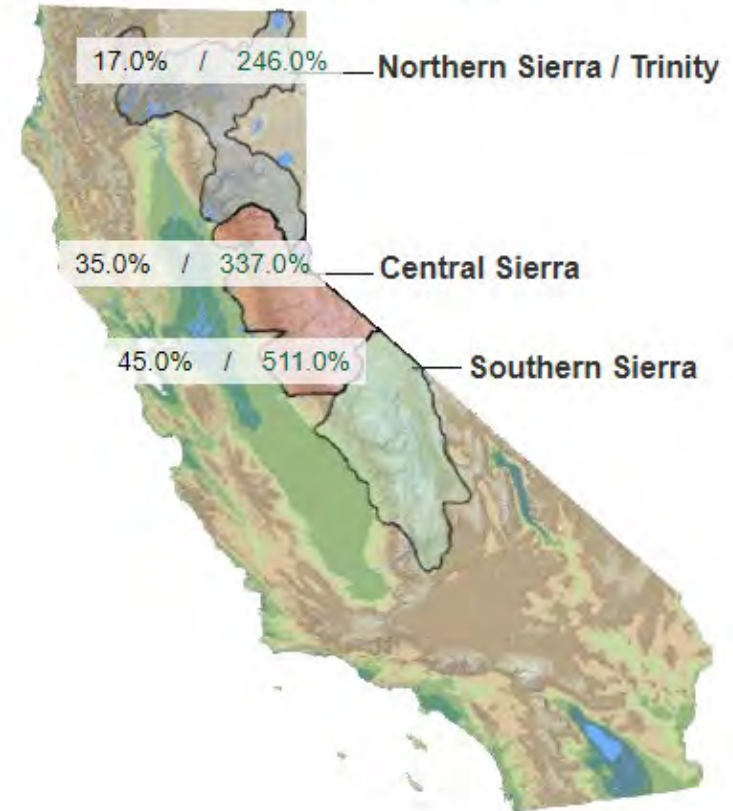 17.0% / 246.0% Northern Sierra / Trinity
35.0% / 337.0% Central Sierra
45.0% / 511.0% Southern Sierra